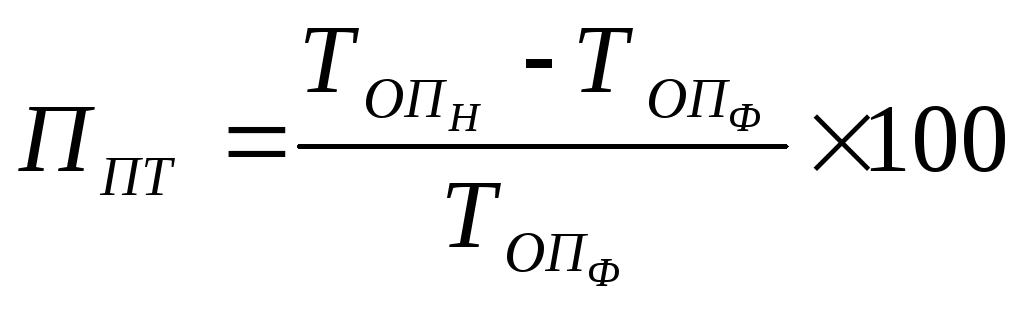 П_ПТ = (Т_ОП_Н - Т_ОП_Ф) / Т_ОП_Ф × 100